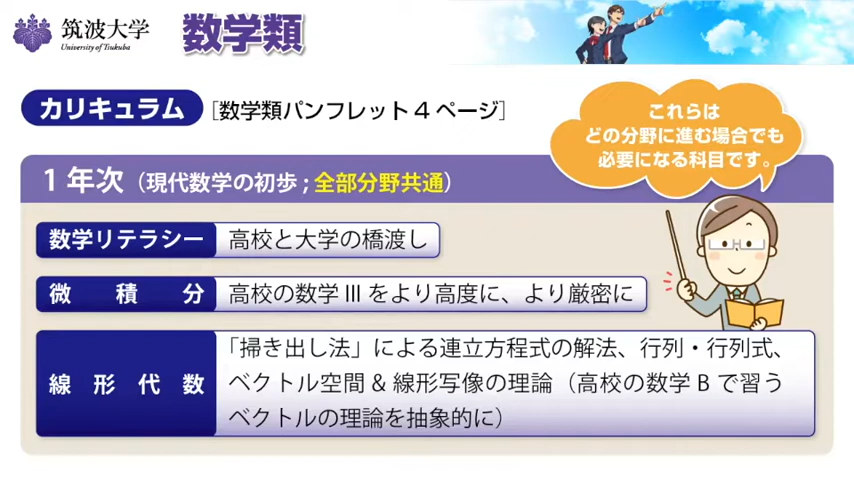 筑波大学
University of Tsukuba
数学類
カリキュラム [数学類パンフレット4ページ]
これらは
どの分野に進む場合でも
必要になる科目です。
1年次(現代数学の初歩;全部分野共通)
数学リテラシー 高校と大学の橋渡し
微積分 高校の数学 III をより高度に、より厳密に
線形代数 「掃き出し法」による連立方程式の解法、行列・行列式、
ベクトル空間 & 線形写像の理論(高校の数学 B で習う
ベクトルの理論を抽象的に)